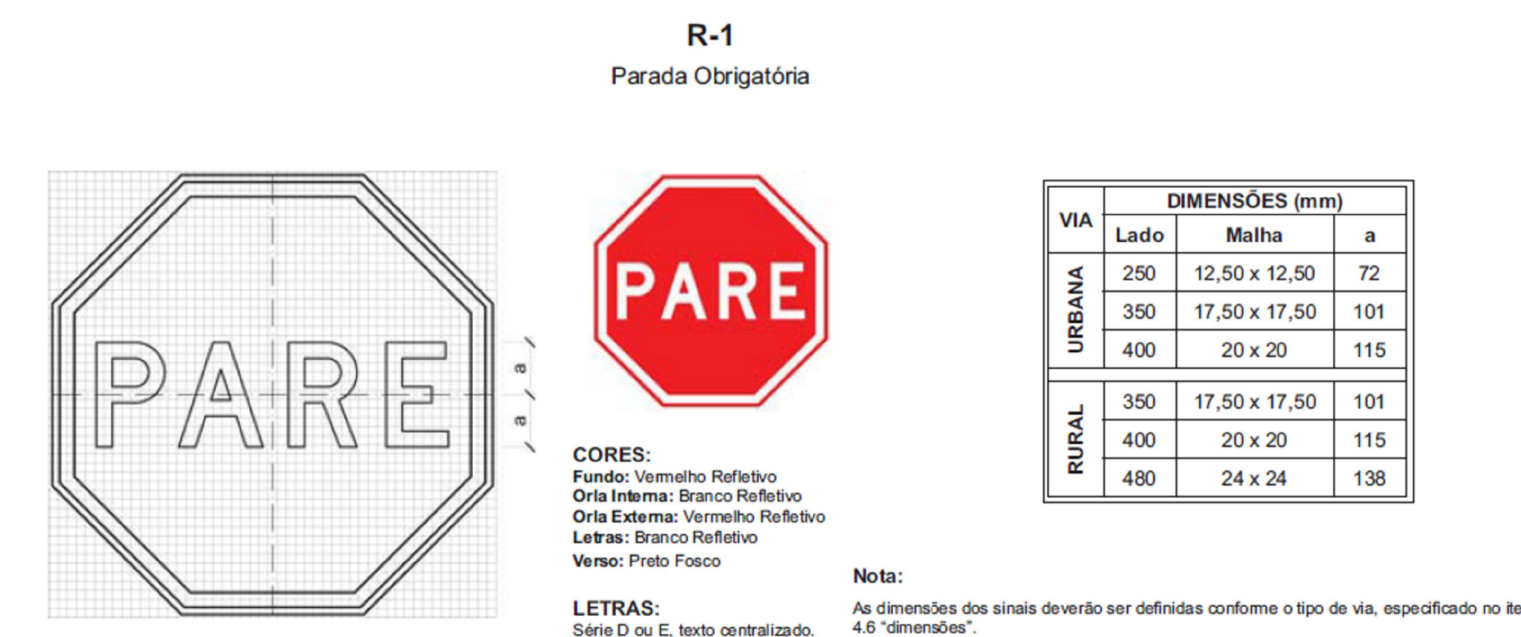 R-1
Parada Obrigatória
PARE
a
a
PARE
CORES:
Fundo: Vermelho Refletivo
Orla Interna: Branco Refletivo
Orla Externa: Vermelho Refletivo
Letras: Branco Refletivo
Verso: Preto Fosco
LETRAS:
Série D ou E, texto centralizado.
VIA DIMENSÕES (mm)
Lado Malha a
URBANA
250 12,50 x 12,50 72
350 17,50 x 17,50 101
400 20 x 20 115
RURAL
350 17,50 x 17,50 101
400 20 x 20 115
480 24 x 24 138
Nota:
As dimensões dos sinais deverão ser definidas conforme o tipo de via, especificado no ite
4.6 "dimensões".